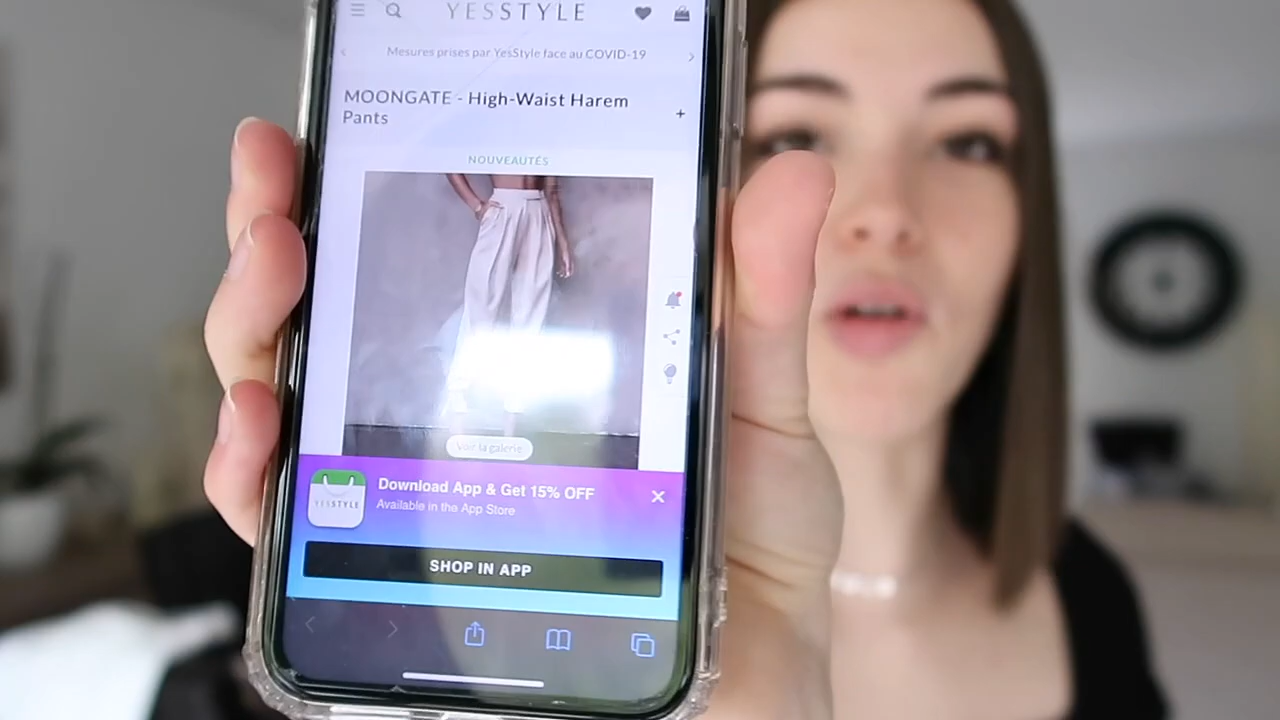 YESSTYLE
Mesures prises par YesStyle face au COVID-19
MOONGATE - High-Waist Harem
Pants
NOUVEAUTÉS
Voir la galerie
YESSTYLE
Download App & Get 15% OFF
Available in the App Store
SHOP IN APP